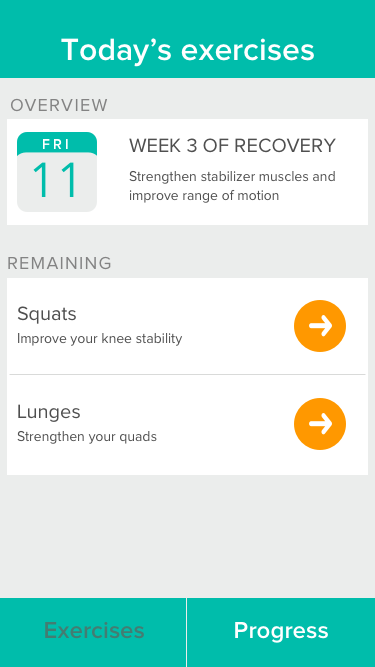 Today's exercises
OVERVIEW
FRI
11
WEEK 3 OF RECOVERY
Strengthen stabilizer muscles and
improve range of motion
REMAINING
Squats
Improve your knee stability
Lunges
Strengthen your quads
Exercises
Progress